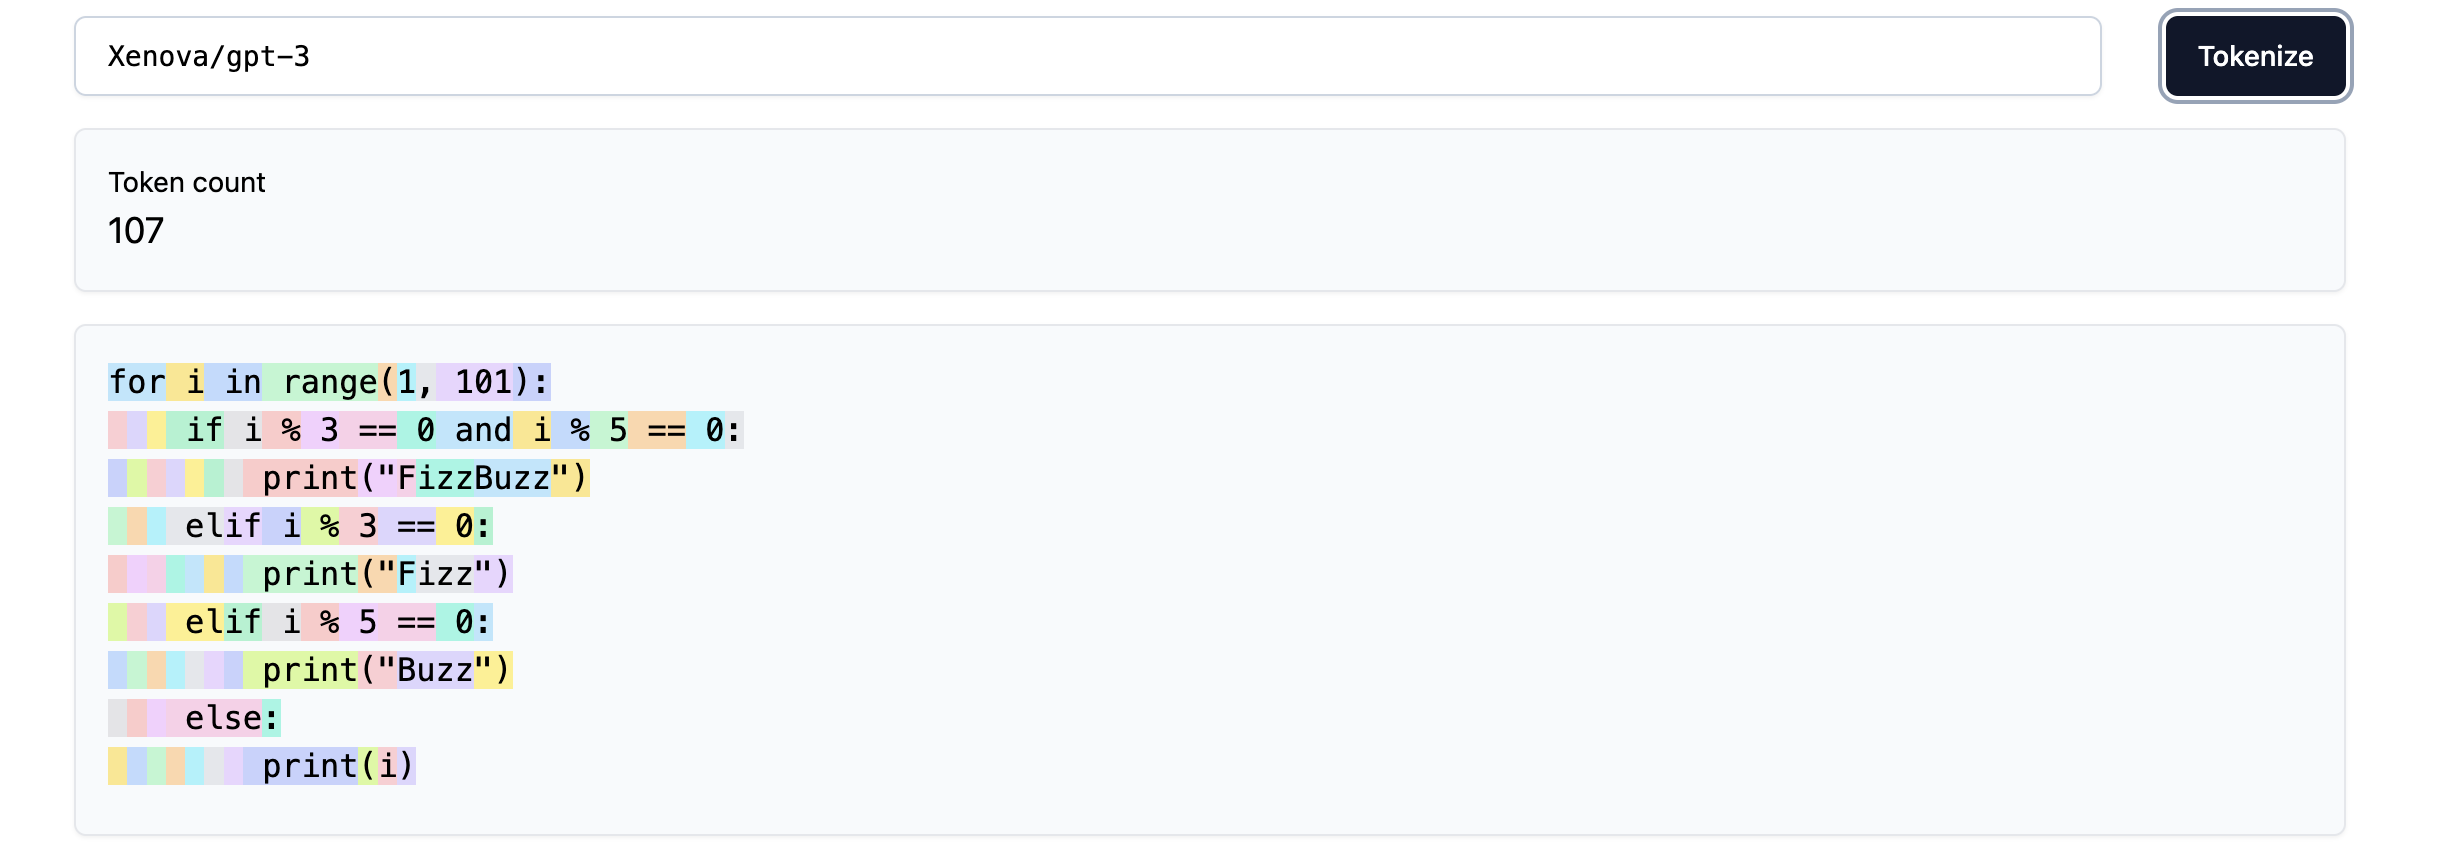 Xenova/gpt-3
Tokenize
Token count
107
for i in range(1, 101):
    if i % 3 == 0 and i % 5 == 0:
        print("FizzBuzz")
    elif i % 3 == 0:
        print("Fizz")
    elif i % 5 == 0:
        print("Buzz")
    else:
        print(i)